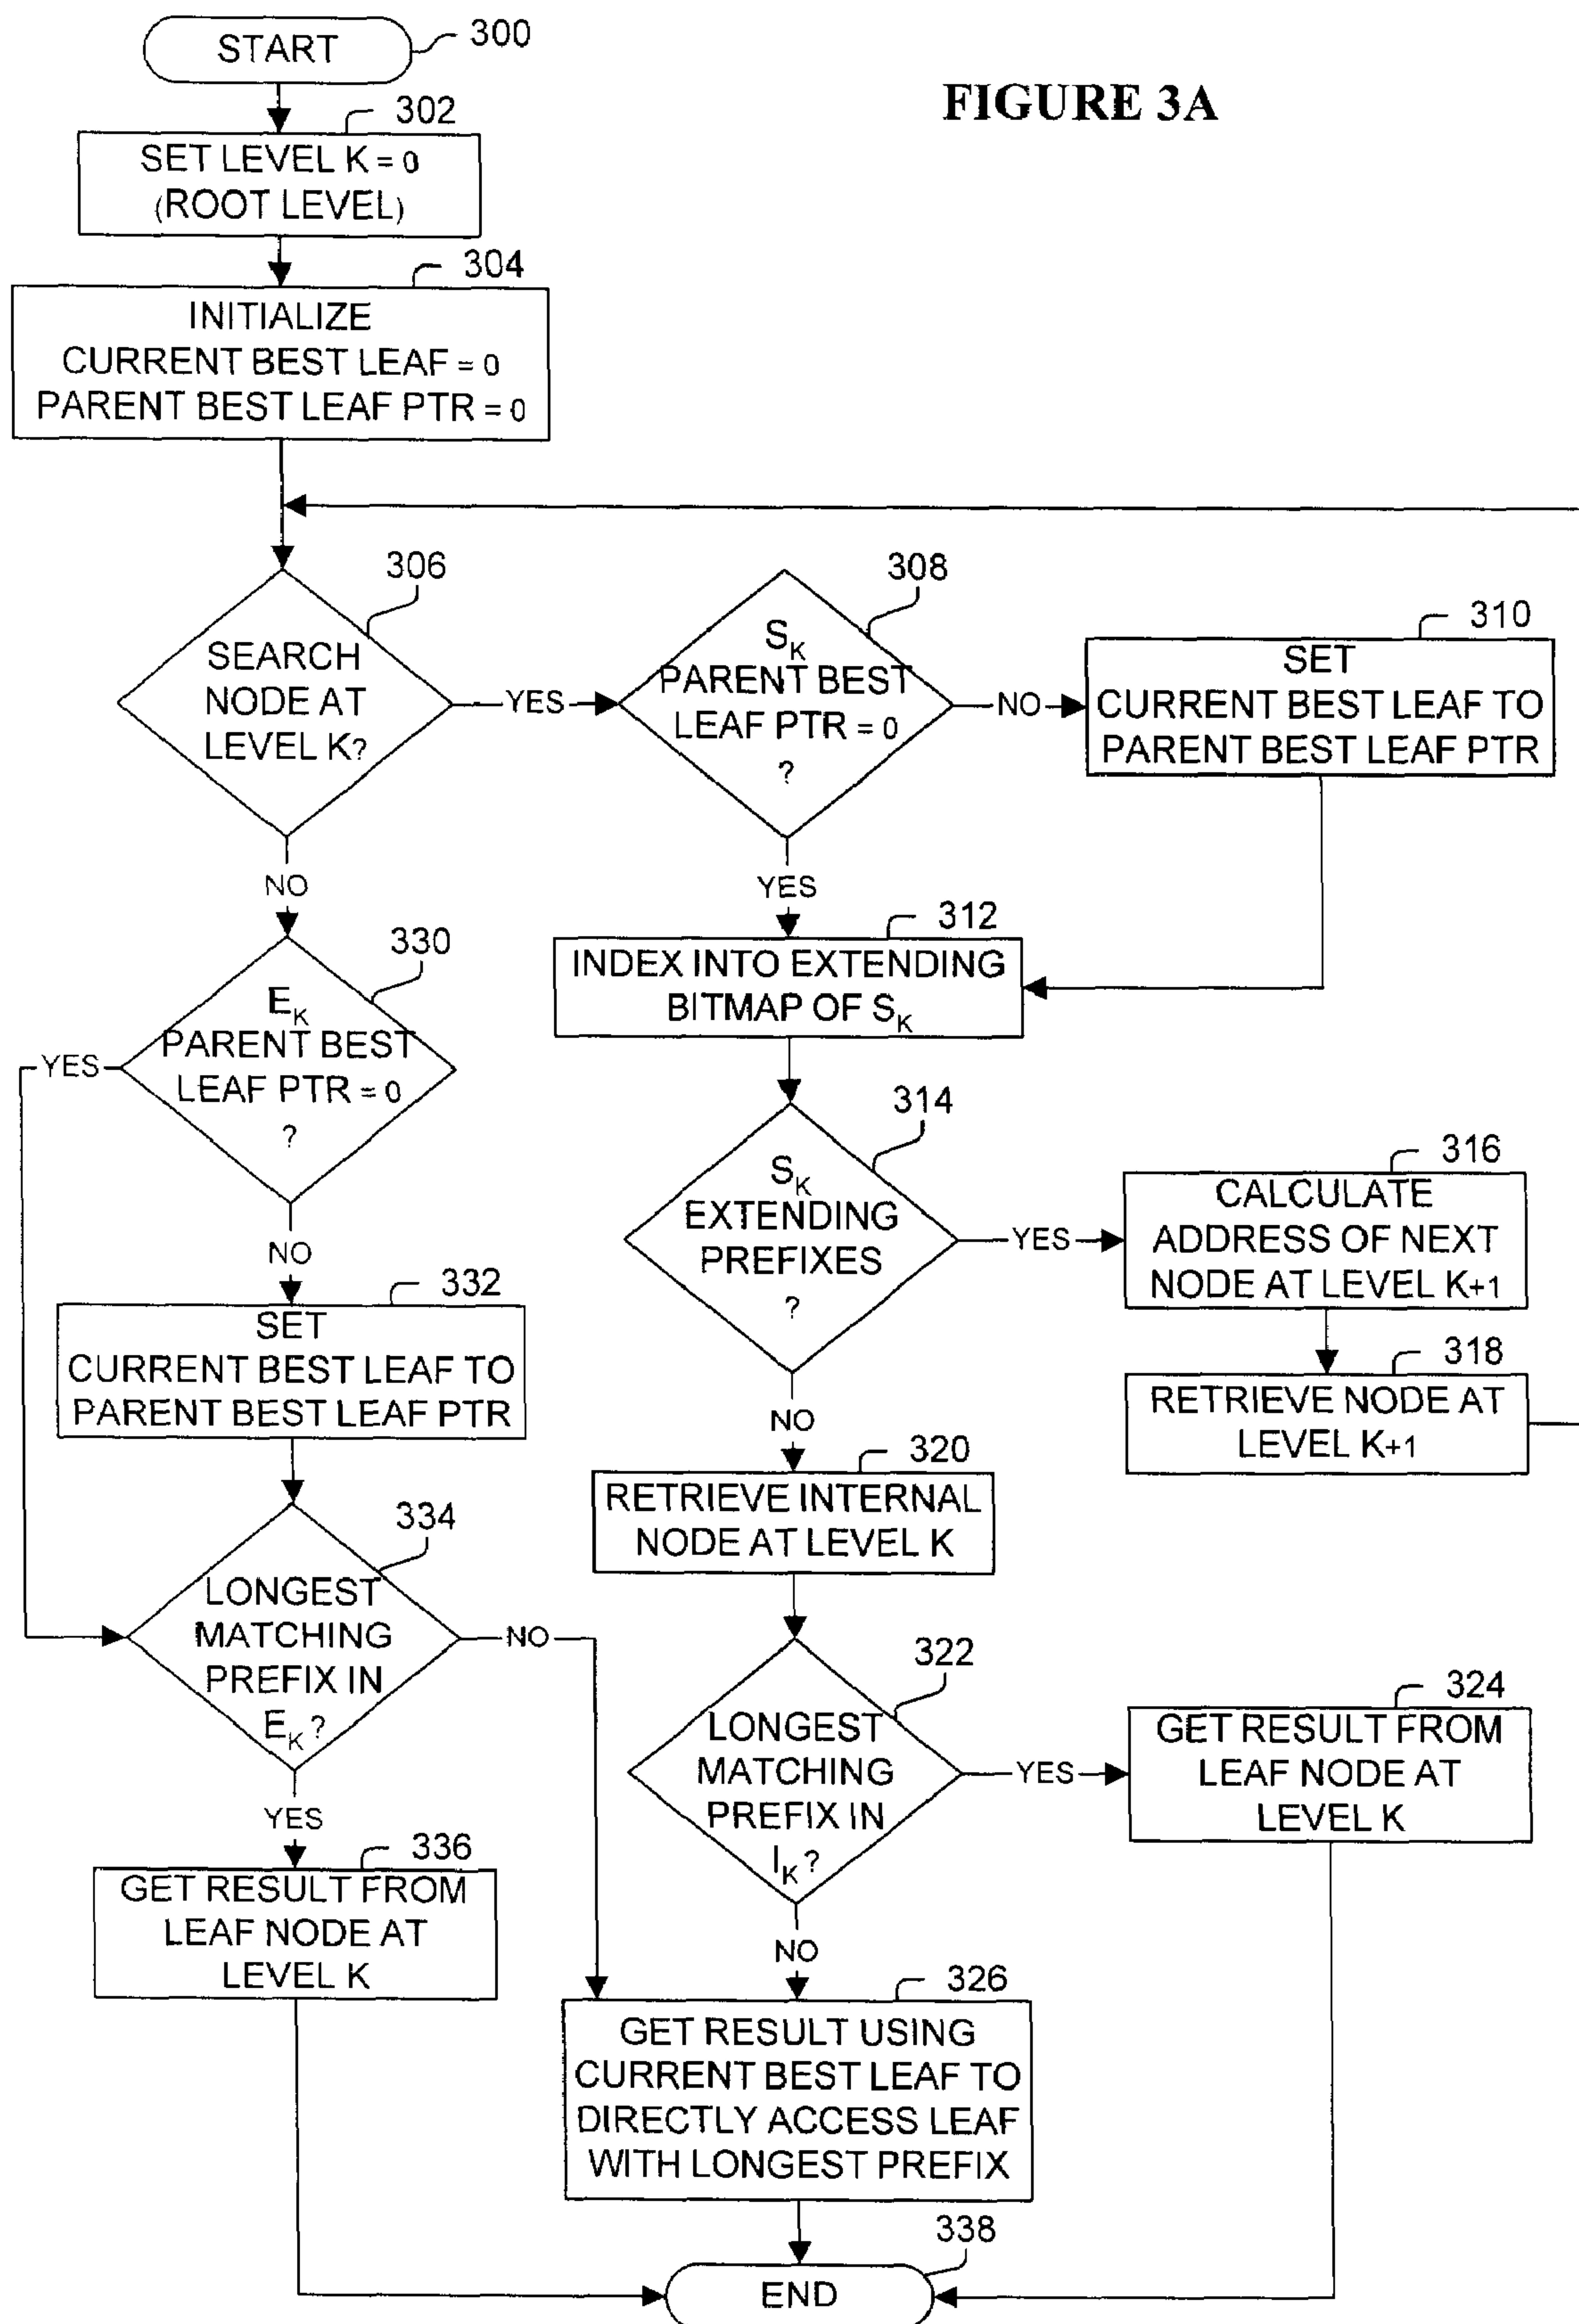 START
300
FIGURE 3A
302
SET LEVEL K = 0
(ROOT LEVEL)
304
INITIALIZE
CURRENT BEST LEAF = 0
PARENT BEST LEAF PTR = 0
306
SEARCH
NODE AT
LEVEL K?
YES
NO
308
S_K
PARENT BEST
LEAF PTR = 0
?
NO
YES
310
SET
CURRENT BEST LEAF TO
PARENT BEST LEAF PTR
312
INDEX INTO EXTENDING
BITMAP OF S_K
330
E_K
PARENT BEST
LEAF PTR = 0
?
YES
NO
314
S_K
EXTENDING
PREFIXES
?
YES
NO
316
CALCULATE
ADDRESS OF NEXT
NODE AT LEVEL K+1
318
RETRIEVE NODE AT
LEVEL K+1
332
SET
CURRENT BEST LEAF TO
PARENT BEST LEAF PTR
320
RETRIEVE INTERNAL
NODE AT LEVEL K
334
LONGEST
MATCHING
PREFIX IN
E_K ?
NO
YES
322
LONGEST
MATCHING
PREFIX IN
I_K ?
YES
NO
324
GET RESULT FROM
LEAF NODE AT
LEVEL K
336
GET RESULT FROM
LEAF NODE AT
LEVEL K
326
GET RESULT USING
CURRENT BEST LEAF TO
DIRECTLY ACCESS LEAF
WITH LONGEST PREFIX
338
END